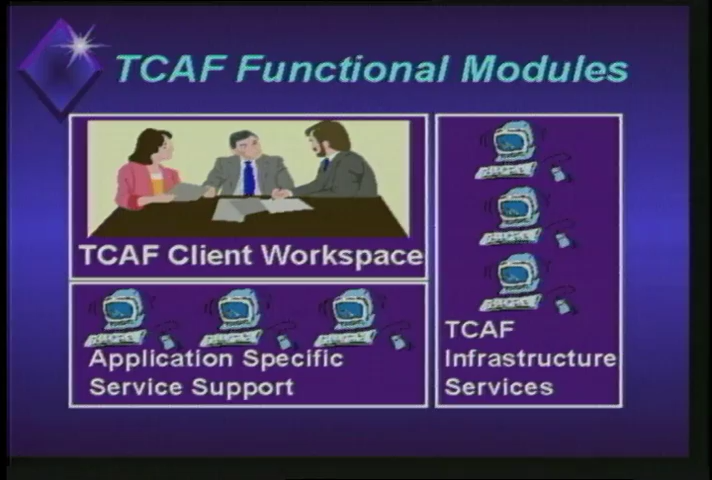 TCAF Functional Modules
TCAF Client Workspace
Application Specific
Service Support
TCAF
Infrastructure
Services